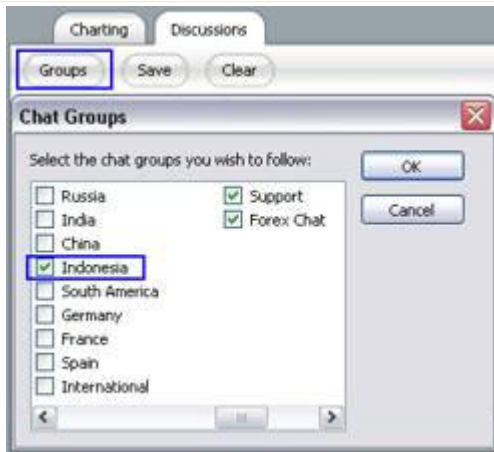 Charting Discussions
Groups Save Clear
Chat Groups
Select the chat groups you wish to follow:
OK
Cancel
Russia
India
China
Indonesia
South America
Germany
France
Spain
International
Support
Forex Chat